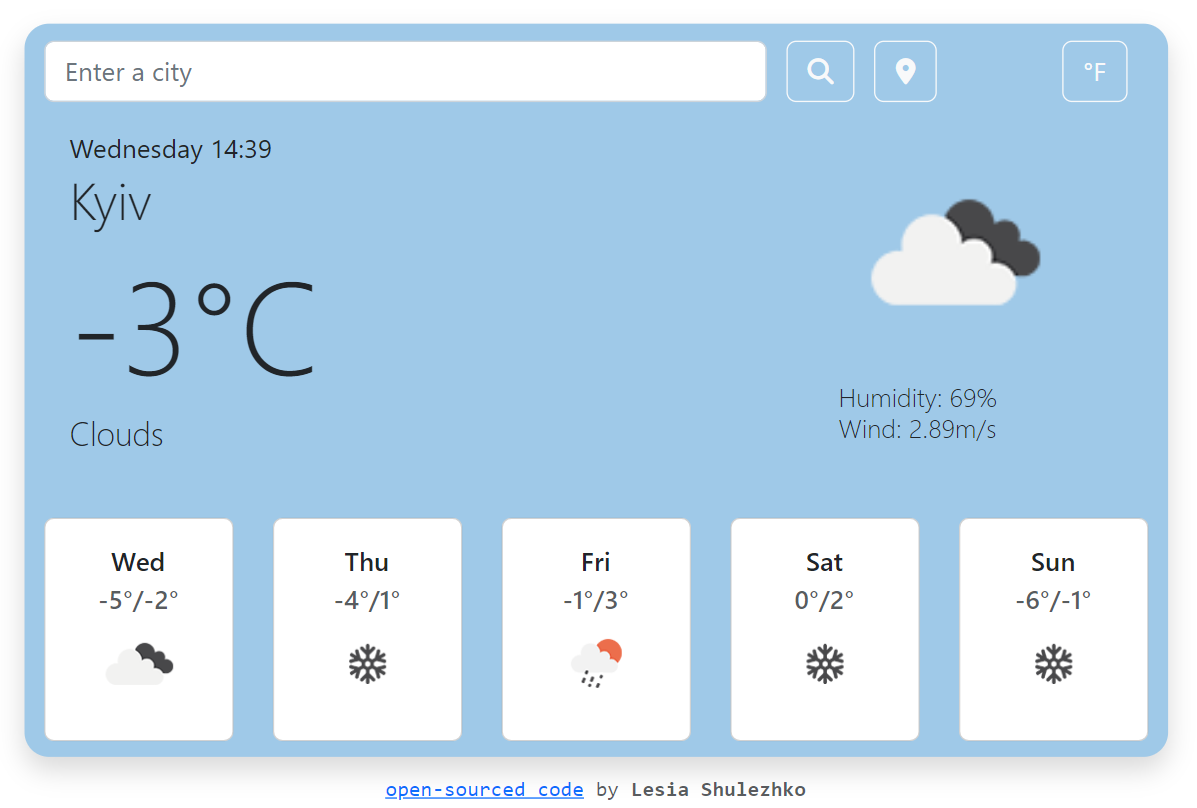 Enter a city
°F
Wednesday 14:39
Kyiv
-3°C
Clouds
Humidity: 69%
Wind: 2.89m/s
Wed
-5°/-2°
Thu
-4°/1°
Fri
-1°/3°
Sat
0°/2°
Sun
-6°/-1°
open-sourced code by Lesia Shulezhko